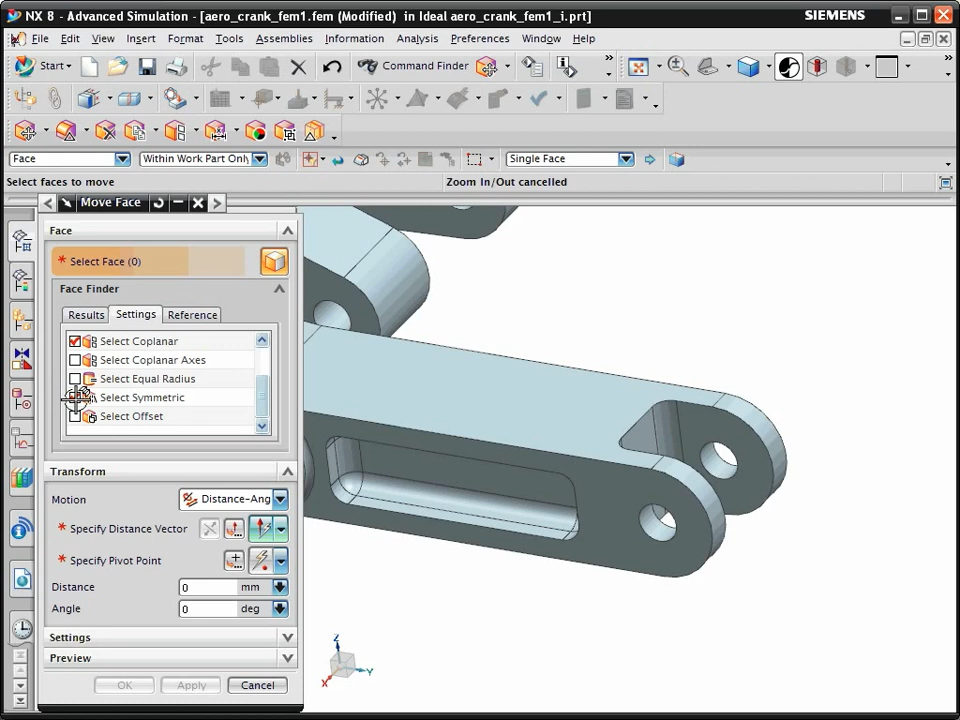 NX 8 - Advanced Simulation - [aero_crank_fem1.fem (Modified) in Ideal aero_crank_fem1_i.prt]
SIEMENS
File Edit View Insert Format Tools Assemblies Information Analysis Preferences Window Help
Start
Command Finder
Face
Within Work Part Only
Single Face
Select faces to move
Zoom In/Out cancelled
Move Face
Face
* Select Face (0)
Face Finder
Results Settings Reference
Select Coplanar
Select Coplanar Axes
Select Equal Radius
Select Symmetric
Select Offset
Transform
Motion
Distance-Ang
* Specify Distance Vector
* Specify Pivot Point
Distance 0 mm
Angle 0 deg
Settings
Preview
OK Apply Cancel
Z
Y
X